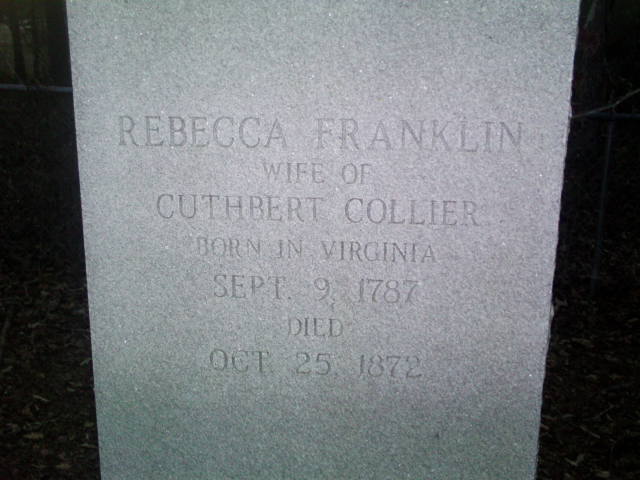 REBECCA FRANKLIN
WIFE OF
CUTHBERT COLLIER
BORN IN VIRGINIA
SEPT. 9, 1787
DIED
OCT. 25, 1872